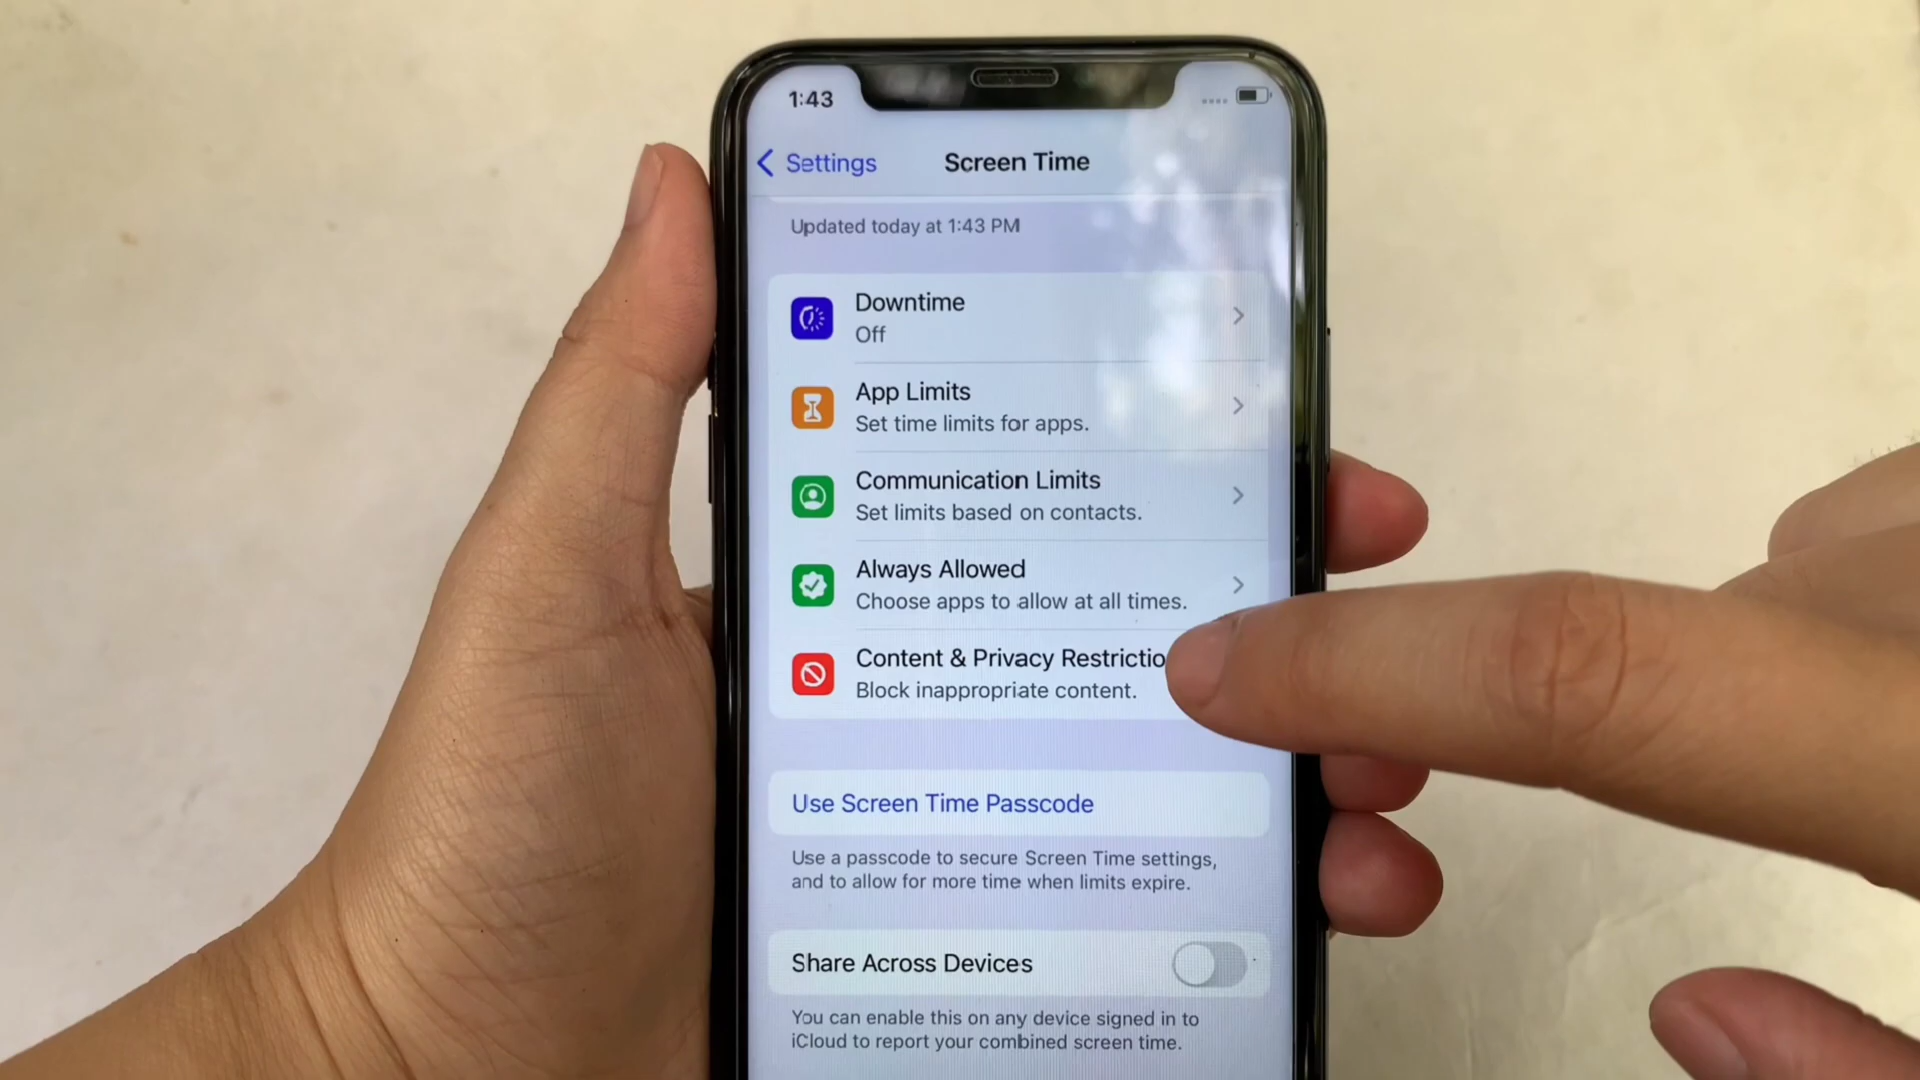 1:43
Settings
Screen Time
Updated today at 1:43 PM
Downtime
Off
App Limits
Set time limits for apps.
Communication Limits
Set limits based on contacts.
Always Allowed
Choose apps to allow at all times.
Content & Privacy Restrictio
Block inappropriate content.
Use Screen Time Passcode
Use a passcode to secure Screen Time settings,
and to allow for more time when limits expire.
Share Across Devices
You can enable this on any device signed in to
iCloud to report your combined screen time.